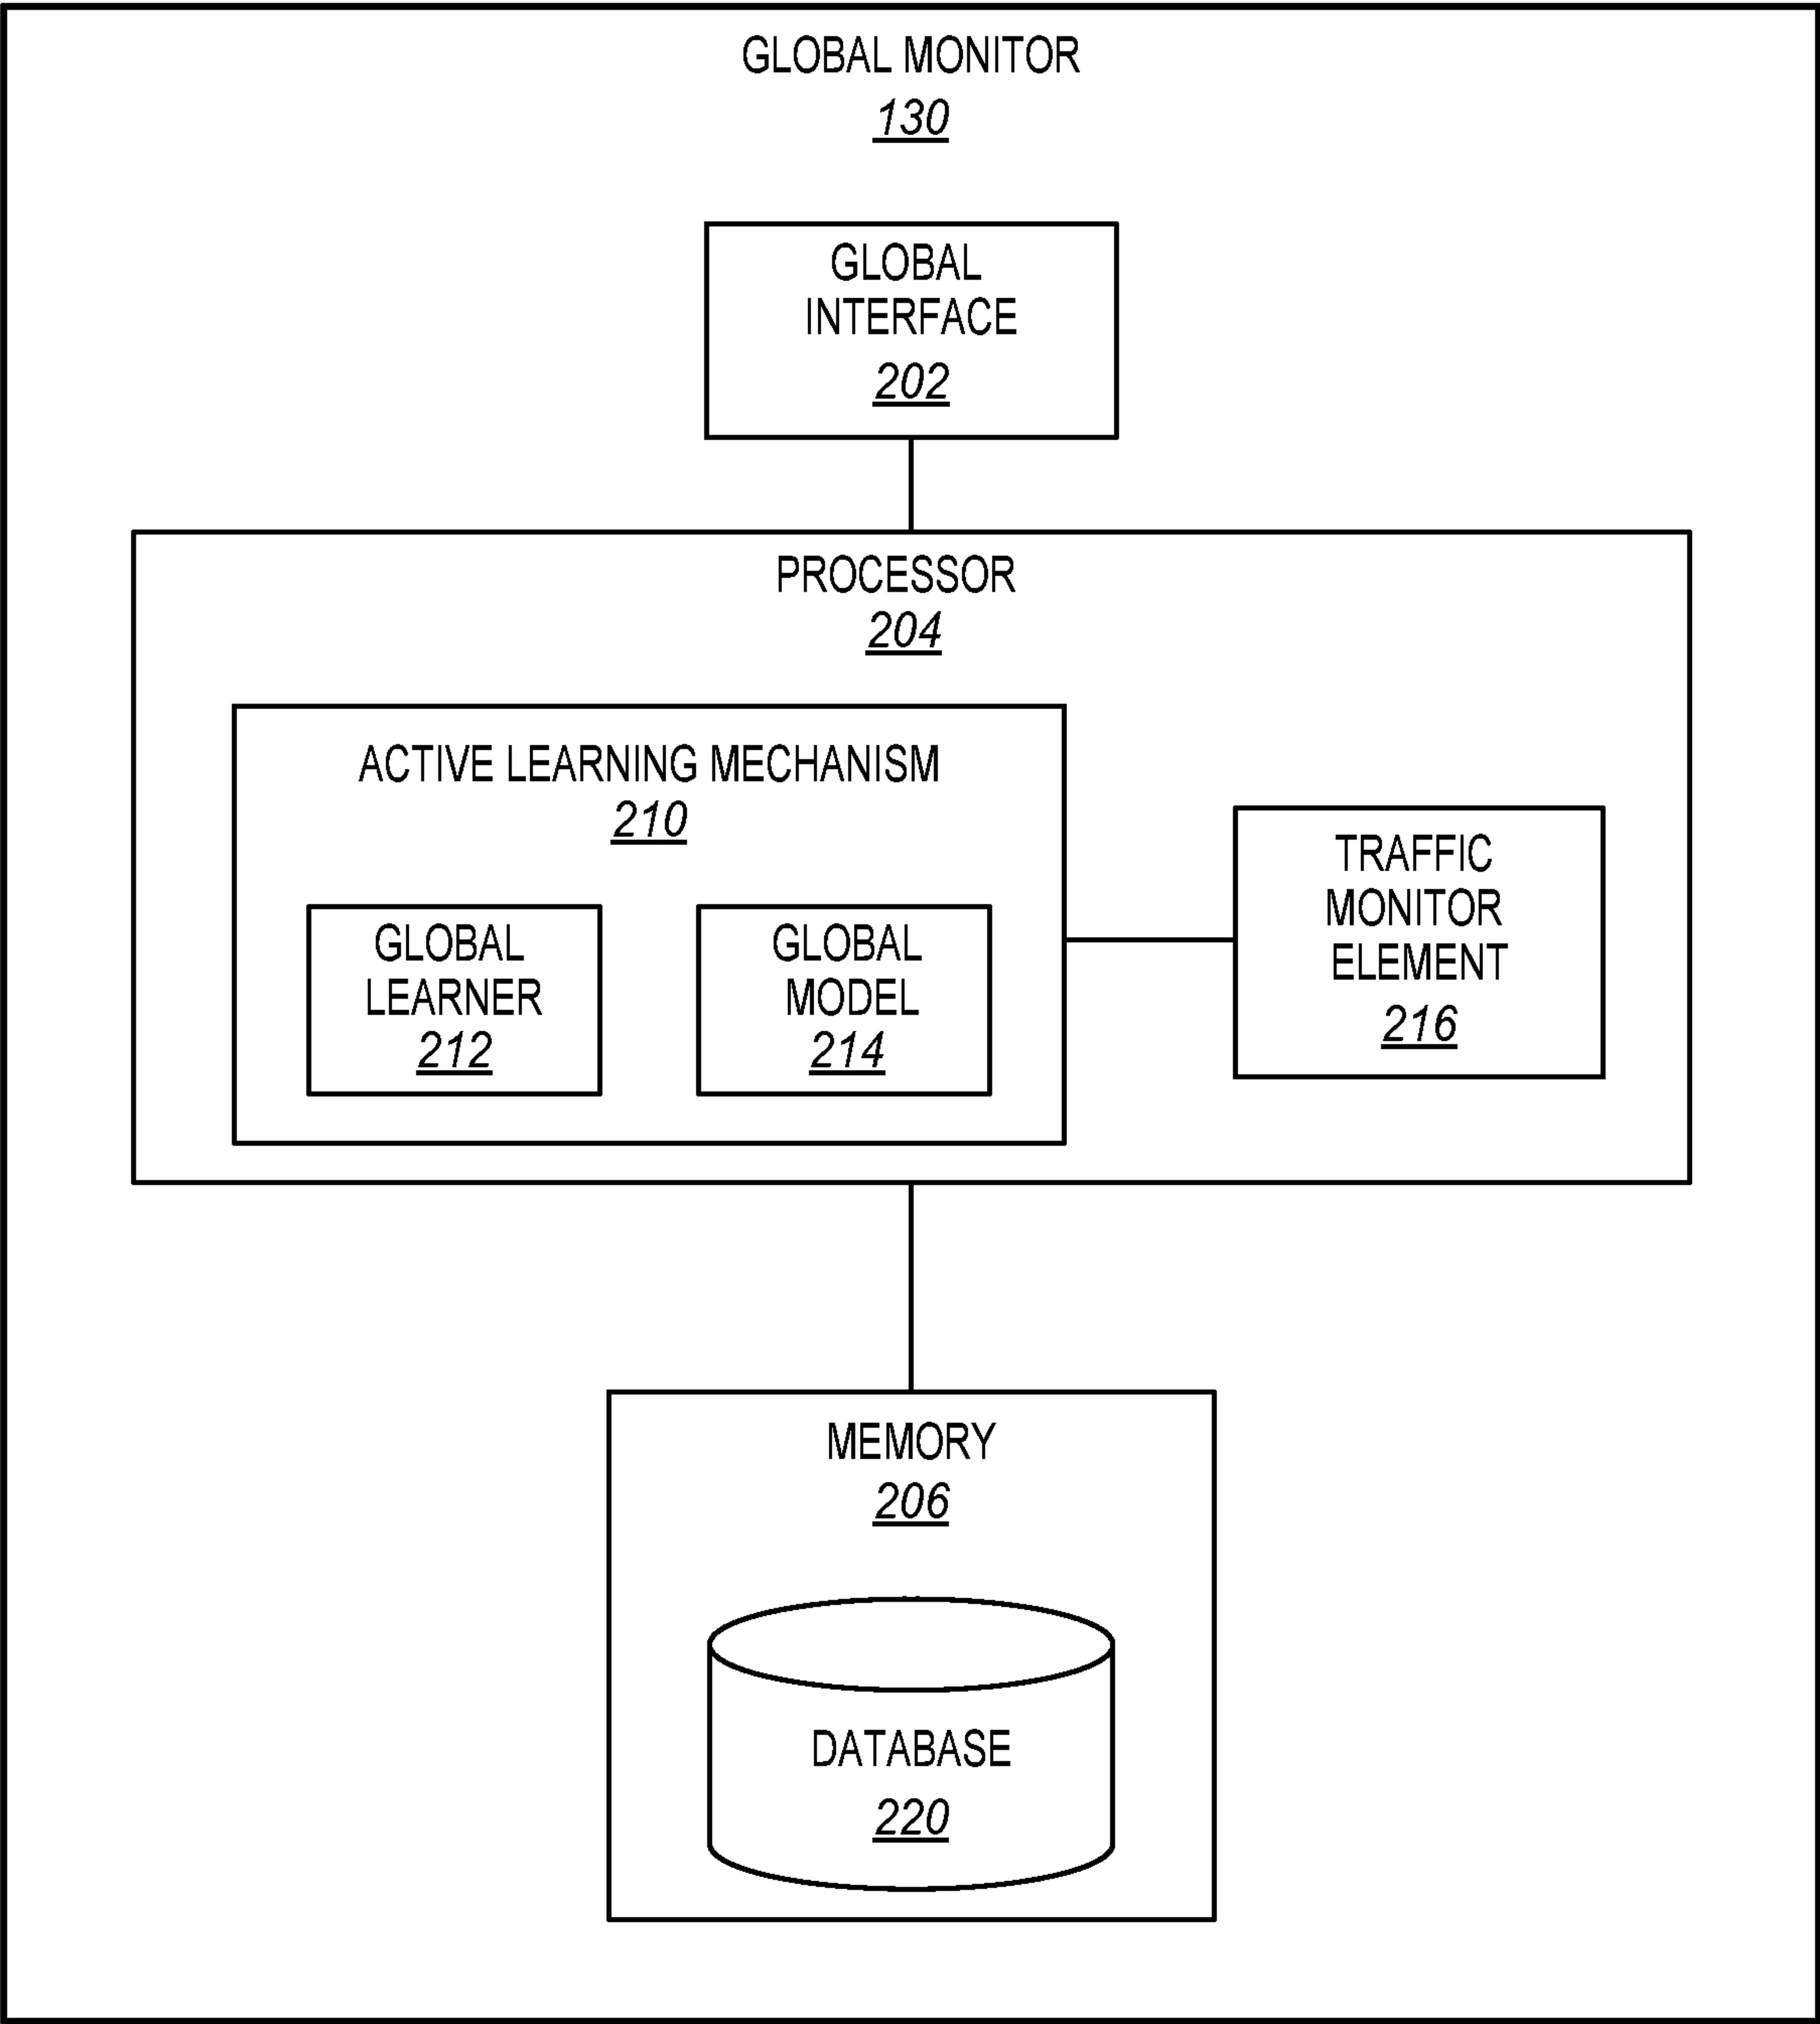 GLOBAL MONITOR
130
GLOBAL
INTERFACE
202
PROCESSOR
204
ACTIVE LEARNING MECHANISM
210
GLOBAL
LEARNER
212
GLOBAL
MODEL
214
TRAFFIC
MONITOR
ELEMENT
216
MEMORY
206
DATABASE
220